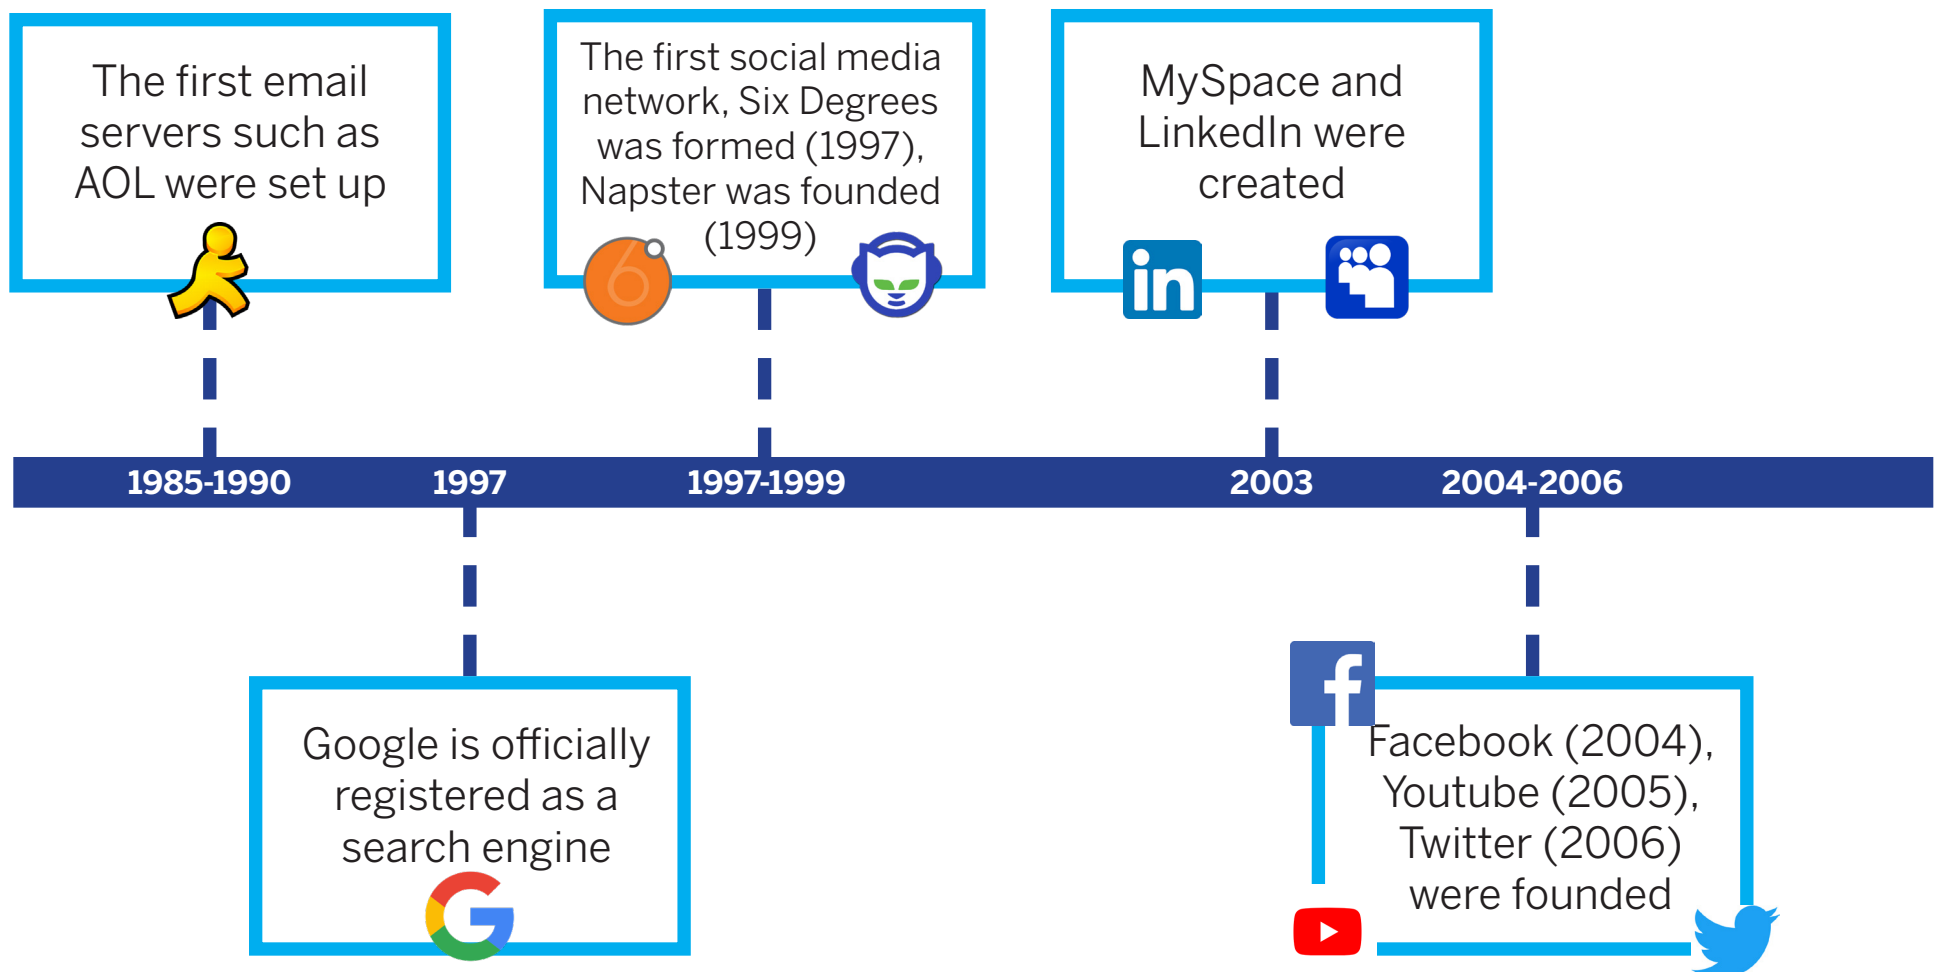 The first email
servers such as
AOL were set up
The first social media
network, Six Degrees
was formed (1997),
Napster was founded
(1999)
6
MySpace and
LinkedIn were
created
in
1985-1990
1997
1997-1999
2003
2004-2006
Google is officially
registered as a
search engine
G
f
Facebook (2004),
Youtube (2005),
Twitter (2006)
were founded